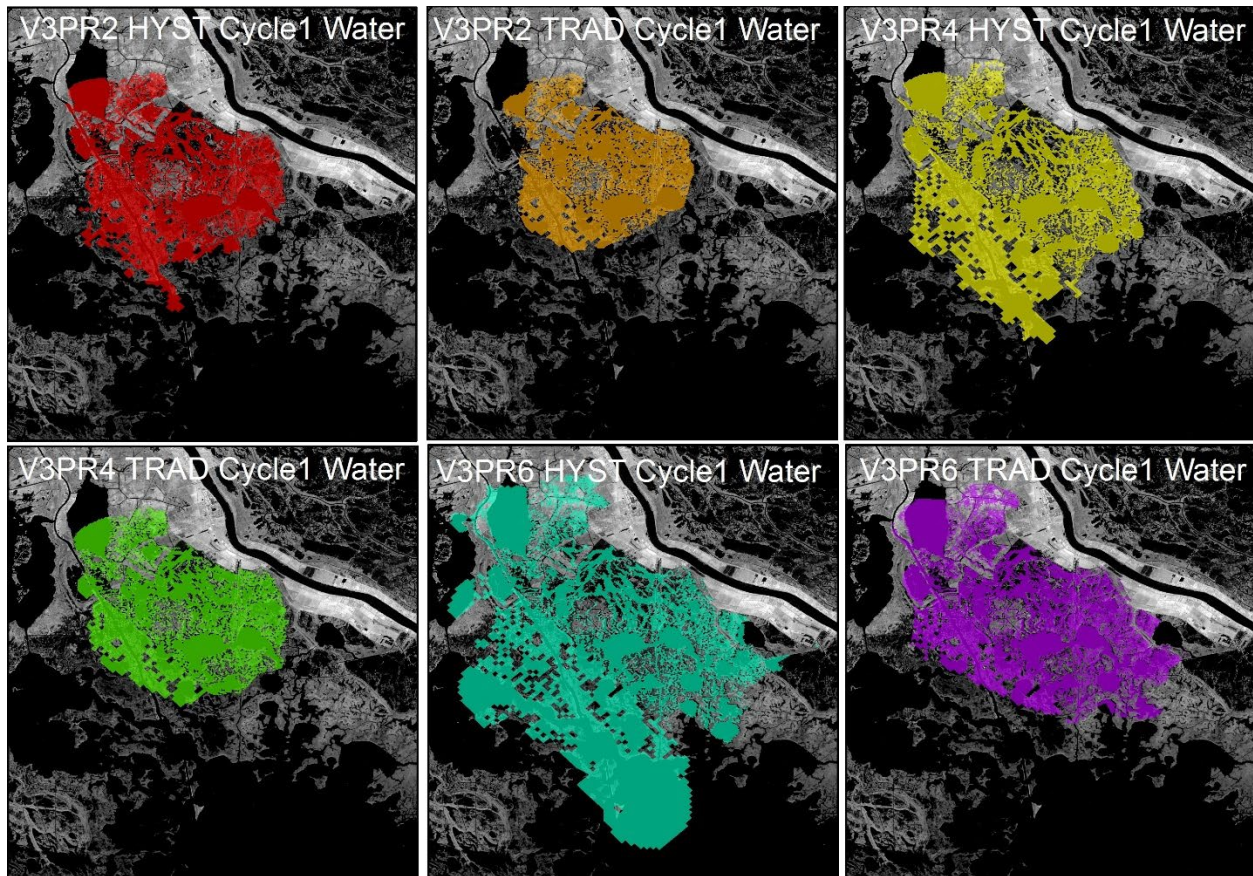 V3PR2 HYST Cycle1 Water
V3PR2 TRAD Cycle1 Water
V3PR4 HYST Cycle1 Water
V3PR4 TRAD Cycle1 Water
V3PR6 HYST Cycle1 Water
V3PR6 TRAD Cycle1 Water